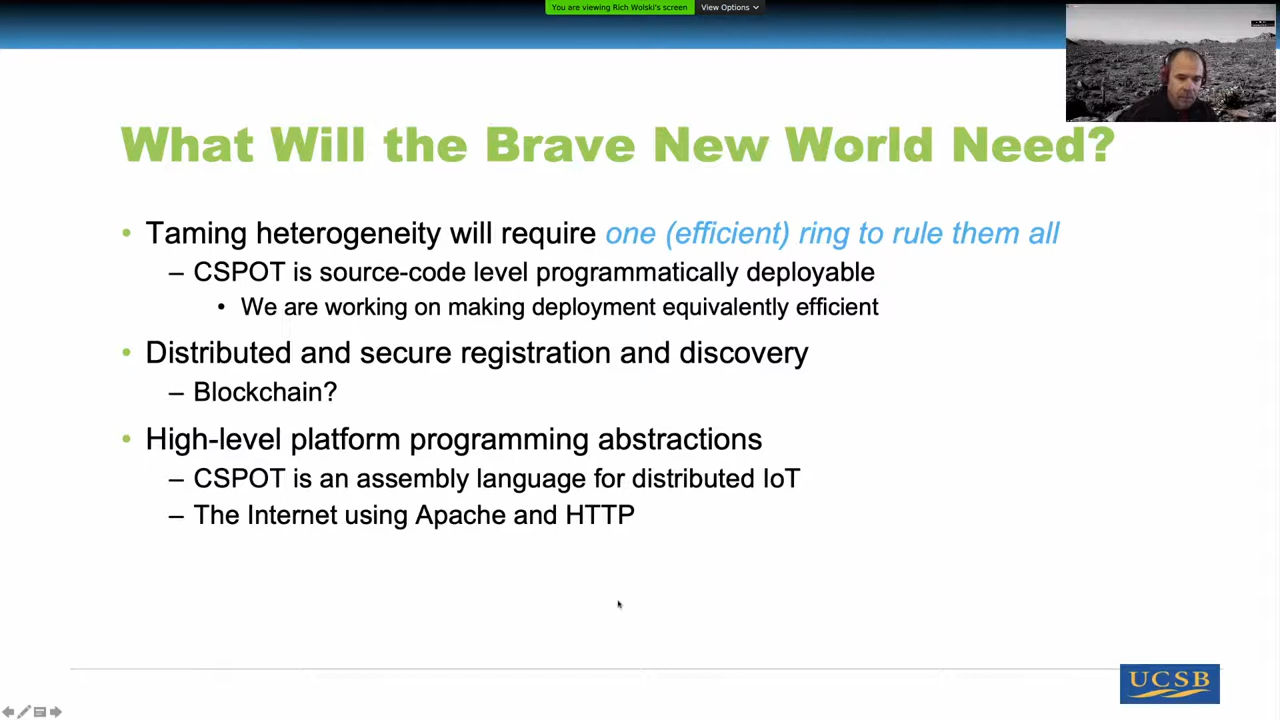 You are viewing Rich Wolski's screen
View Options
What Will the Brave New World Need?
• Taming heterogeneity will require one (efficient) ring to rule them all
– CSPOT is source-code level programmatically deployable
• We are working on making deployment equivalently efficient
• Distributed and secure registration and discovery
– Blockchain?
• High-level platform programming abstractions
– CSPOT is an assembly language for distributed IoT
– The Internet using Apache and HTTP
UCSB